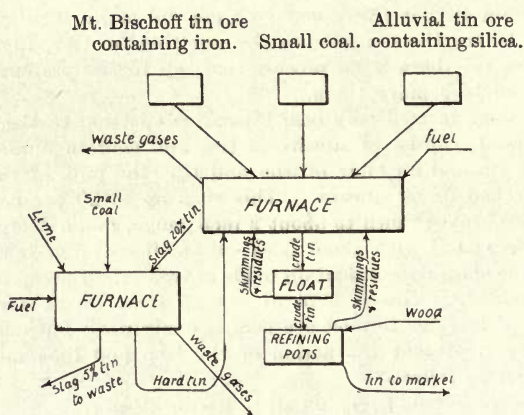 Mt. Bischoff tin ore
containing iron.
Small coal.
Alluvial tin ore
containing silica.
waste gases
fuel
FURNACE
Small
coal
Lime
Slag 20% tin
skimmings
& residues
crude
tin
skimmings
& residues
FLOAT
crude
tin
Fuel
FURNACE
REFINING
POTS
Wood
Slag 5% tin
to waste
Hard tin
waste gases
Tin to market